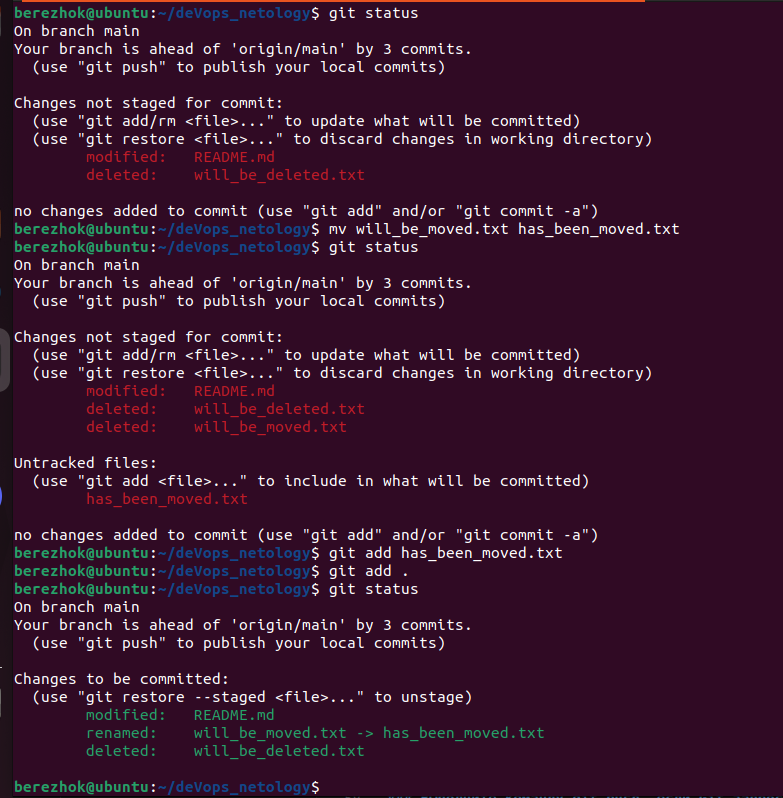 berezhok@ubuntu:~/deVops_netology$ git status
On branch main
Your branch is ahead of 'origin/main' by 3 commits.
  (use "git push" to publish your local commits)

Changes not staged for commit:
  (use "git add/rm <file>..." to update what will be committed)
  (use "git restore <file>..." to discard changes in working directory)
        modified:   README.md
        deleted:    will_be_deleted.txt

no changes added to commit (use "git add" and/or "git commit -a")
berezhok@ubuntu:~/deVops_netology$ mv will_be_moved.txt has_been_moved.txt
berezhok@ubuntu:~/deVops_netology$ git status
On branch main
Your branch is ahead of 'origin/main' by 3 commits.
  (use "git push" to publish your local commits)

Changes not staged for commit:
  (use "git add/rm <file>..." to update what will be committed)
  (use "git restore <file>..." to discard changes in working directory)
        modified:   README.md
        deleted:    will_be_deleted.txt
        deleted:    will_be_moved.txt

Untracked files:
  (use "git add <file>..." to include in what will be committed)
        has_been_moved.txt

no changes added to commit (use "git add" and/or "git commit -a")
berezhok@ubuntu:~/deVops_netology$ git add has_been_moved.txt
berezhok@ubuntu:~/deVops_netology$ git add .
berezhok@ubuntu:~/deVops_netology$ git status
On branch main
Your branch is ahead of 'origin/main' by 3 commits.
  (use "git push" to publish your local commits)

Changes to be committed:
  (use "git restore --staged <file>..." to unstage)
        modified:   README.md
        renamed:    will_be_moved.txt -> has_been_moved.txt
        deleted:    will_be_deleted.txt

berezhok@ubuntu:~/deVops_netology$